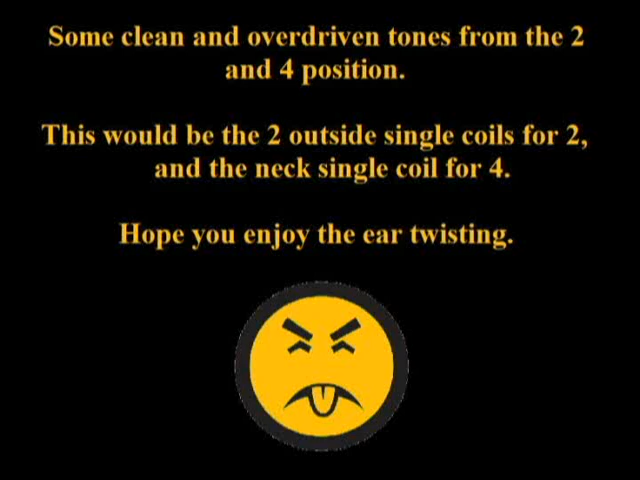 Some clean and overdriven tones from the 2
and 4 position.
This would be the 2 outside single coils for 2,
and the neck single coil for 4.
Hope you enjoy the ear twisting.